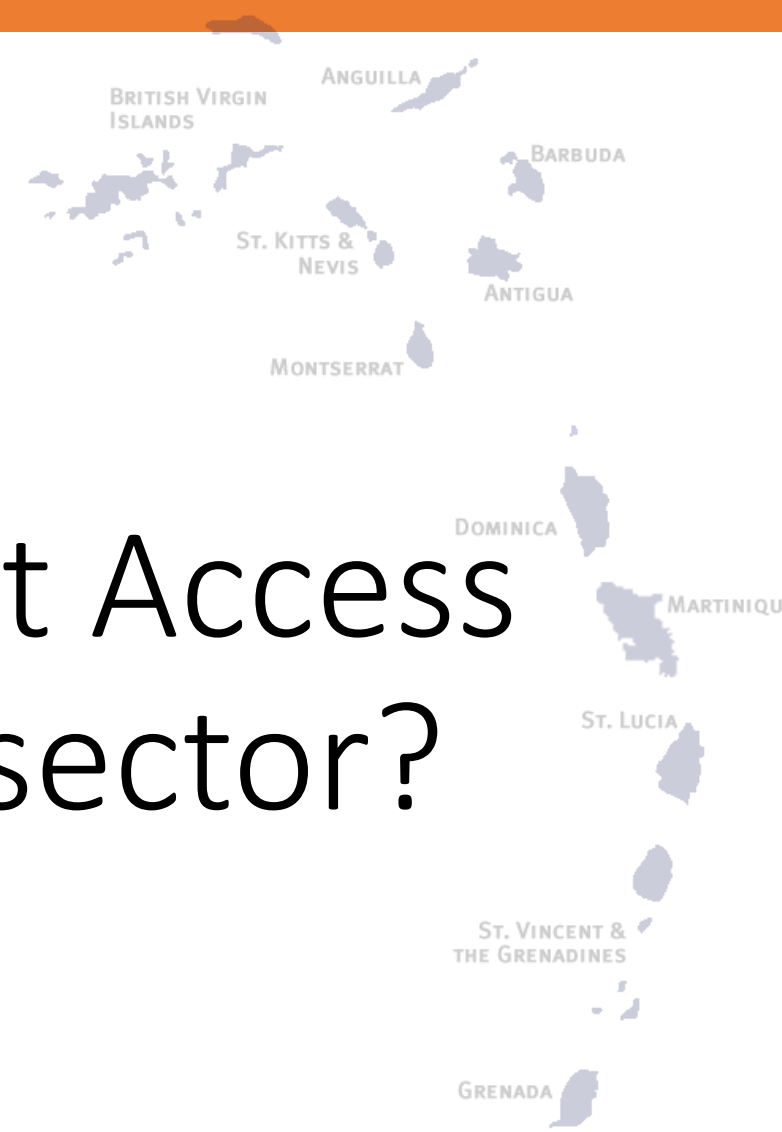 ANGUILLA
BRITISH VIRGIN
ISLANDS
BARBUDA
ST. KITTS &
NEVIS
ANTIGUA
MONTSERRAT
DOMINICA
t Access
MARTINIQU
sector?
ST. LUCIA
ST. VINCENT &
THE GRENADINES
GRENADA